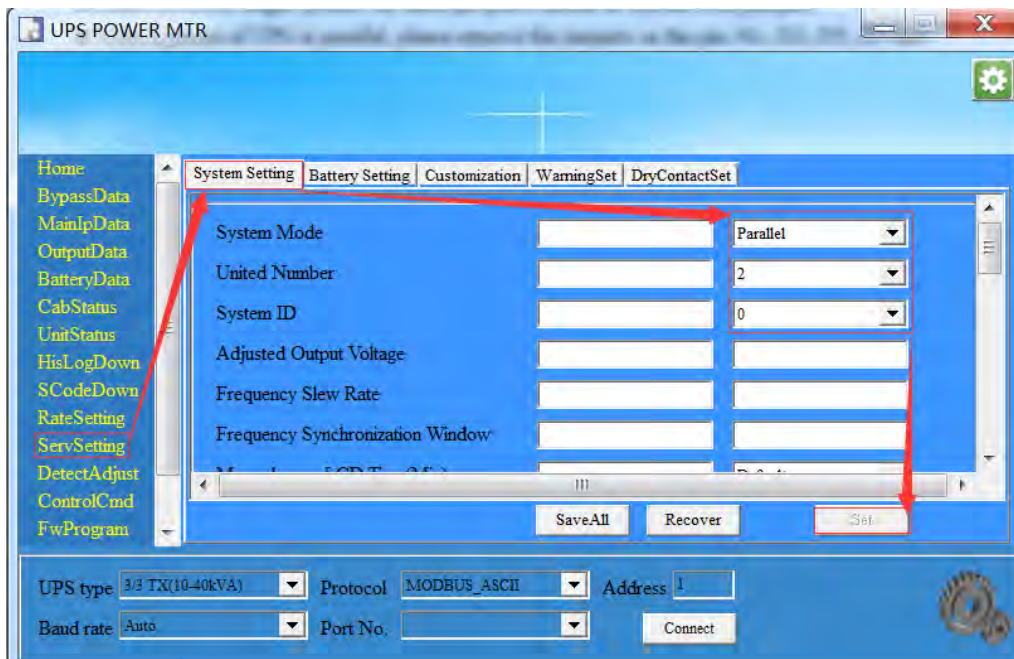 UPS POWER MTR
Home
BypassData
MainIpData
OutputData
BatteryData
CabStatus
UnitStatus
HisLogDown
SCodeDown
RateSetting
ServSetting
DetectAdjust
ControlCmd
FwProgram
System Setting Battery Setting Customization WarningSet DryContactSet
System Mode Parallel
United Number 2
System ID 0
Adjusted Output Voltage
Frequency Slew Rate
Frequency Synchronization Window
SaveAll Recover Set
UPS type 3/3 TX(10-40kVA) Protocol MODBUS_ASCII Address 1
Baud rate Auto Port No. Connect